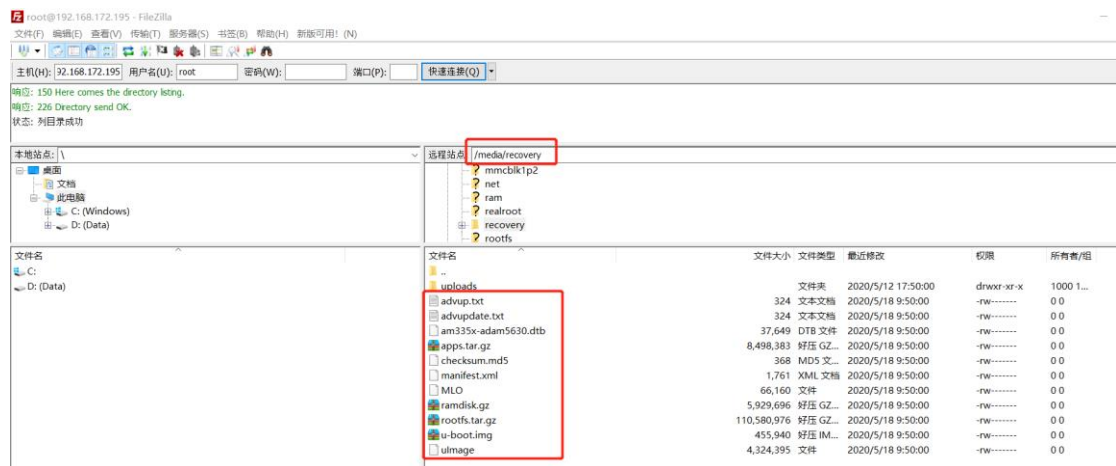 root@192.168.172.195 - FileZilla
文件(F) 编辑(E) 查看(V) 传输(T) 服务器(S) 书签(B) 帮助(H) 新版可用！(N)
主机(H): 92.168.172.195 用户名(U): root 密码(W): 端口(P): 快速连接(Q)
响应: 150 Here comes the directory listing.
响应: 226 Directory send OK.
状态: 列目录成功
本地站点: \ 远程站点 /media/recovery
桌面
文档
此电脑
C: (Windows)
D: (Data)
mmcblk1p2
net
ram
realroot
recovery
rootfs
文件名
C:
D: (Data)
文件名 文件大小 文件类型 最近修改 权限 所有者/组
..
uploads 文件夹 2020/5/12 17:50:00 drwxr-xr-x 1000 1...
advup.txt 324 文本文档 2020/5/18 9:50:00 -rw------- 0 0
advupdate.txt 324 文本文档 2020/5/18 9:50:00 -rw------- 0 0
am335x-adam5630.dtb 37,649 DTB 文件 2020/5/18 9:50:00 -rw------- 0 0
apps.tar.gz 8,498,383 好压 GZ... 2020/5/18 9:50:00 -rw------- 0 0
checksum.md5 368 MD5 文... 2020/5/18 9:50:00 -rw------- 0 0
manifest.xml 1,761 XML 文档 2020/5/18 9:50:00 -rw------- 0 0
MLO 66,160 文件 2020/5/18 9:50:00 -rw------- 0 0
ramdisk.gz 5,929,696 好压 GZ... 2020/5/18 9:50:00 -rw------- 0 0
rootfs.tar.gz 110,580,976 好压 GZ... 2020/5/18 9:50:00 -rw------- 0 0
u-boot.img 455,940 好压 IM... 2020/5/18 9:50:00 -rw------- 0 0
uImage 4,324,395 文件 2020/5/18 9:50:00 -rw------- 0 0